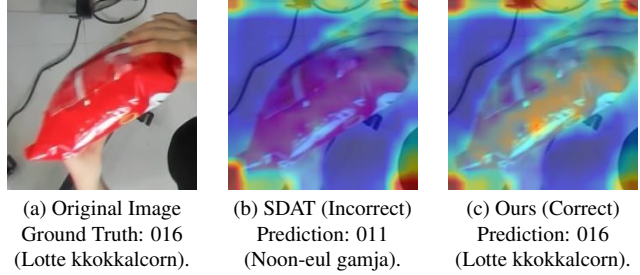 (a) Original Image
Ground Truth: 016
(Lotte kkokkalcorn).
(b) SDAT (Incorrect)
Prediction: 011
(Noon-eul gamja).
(c) Ours (Correct)
Prediction: 016
(Lotte kkokkalcorn).